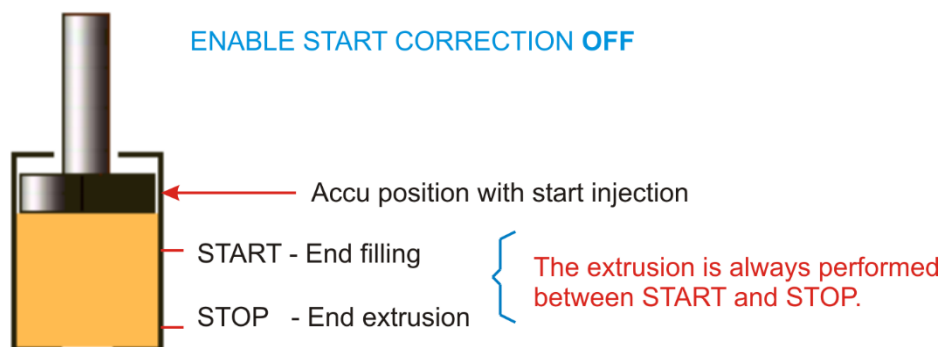 ENABLE START CORRECTION OFF
Accu position with start injection
START - End filling
STOP - End extrusion
The extrusion is always performed
between START and STOP.